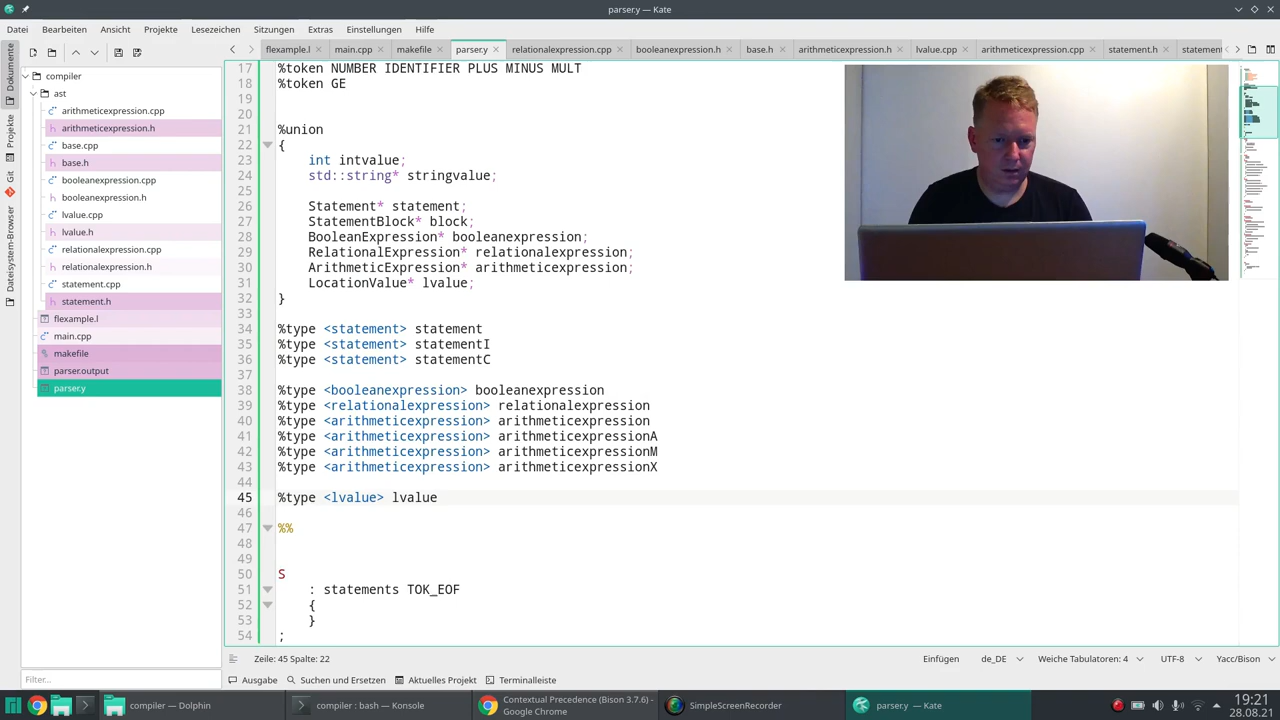 parser.y — Kate
Datei Bearbeiten Ansicht Projekte Lesezeichen Sitzungen Extras Einstellungen Hilfe
flexample.l main.cpp makefile parser.y relationalexpression.cpp booleanexpression.h base.h arithmeticexpression.h lvalue.cpp arithmeticexpression.cpp statement.h statement
Dokumente
Projekte
Git
Dateisystem-Browser
compiler
ast
arithmeticexpression.cpp
arithmeticexpression.h
base.cpp
base.h
booleanexpression.cpp
booleanexpression.h
lvalue.cpp
lvalue.h
relationalexpression.cpp
relationalexpression.h
statement.cpp
statement.h
flexample.l
main.cpp
makefile
parser.output
parser.y
Filter...
17 %token NUMBER IDENTIFIER PLUS MINUS MULT
18 %token GE
19
20
21 %union
22 {
23 int intvalue;
24 std::string* stringvalue;
25
26 Statement* statement;
27 StatementBlock* block;
28 BooleanExpression* booleanexpression;
29 RelationalExpression* relationalexpression;
30 ArithmeticExpression* arithmeticexpression;
31 LocationValue* lvalue;
32 }
33
34 %type <statement> statement
35 %type <statement> statementI
36 %type <statement> statementC
37
38 %type <booleanexpression> booleanexpression
39 %type <relationalexpression> relationalexpression
40 %type <arithmeticexpression> arithmeticexpression
41 %type <arithmeticexpression> arithmeticexpressionA
42 %type <arithmeticexpression> arithmeticexpressionM
43 %type <arithmeticexpression> arithmeticexpressionX
44
45 %type <lvalue> lvalue
46
47 %%
48
49
50 S
51 : statements TOK_EOF
52 {
53 }
54 ;
Zeile: 45 Spalte: 22 Einfügen de_DE Weiche Tabulatoren: 4 UTF-8 Yacc/Bison
Ausgabe Suchen und Ersetzen Aktuelles Projekt Terminalleiste
compiler — Dolphin
compiler : bash — Konsole
Contextual Precedence (Bison 3.7.6) - Google Chrome
SimpleScreenRecorder
parser.y — Kate
19:21
28.08.21